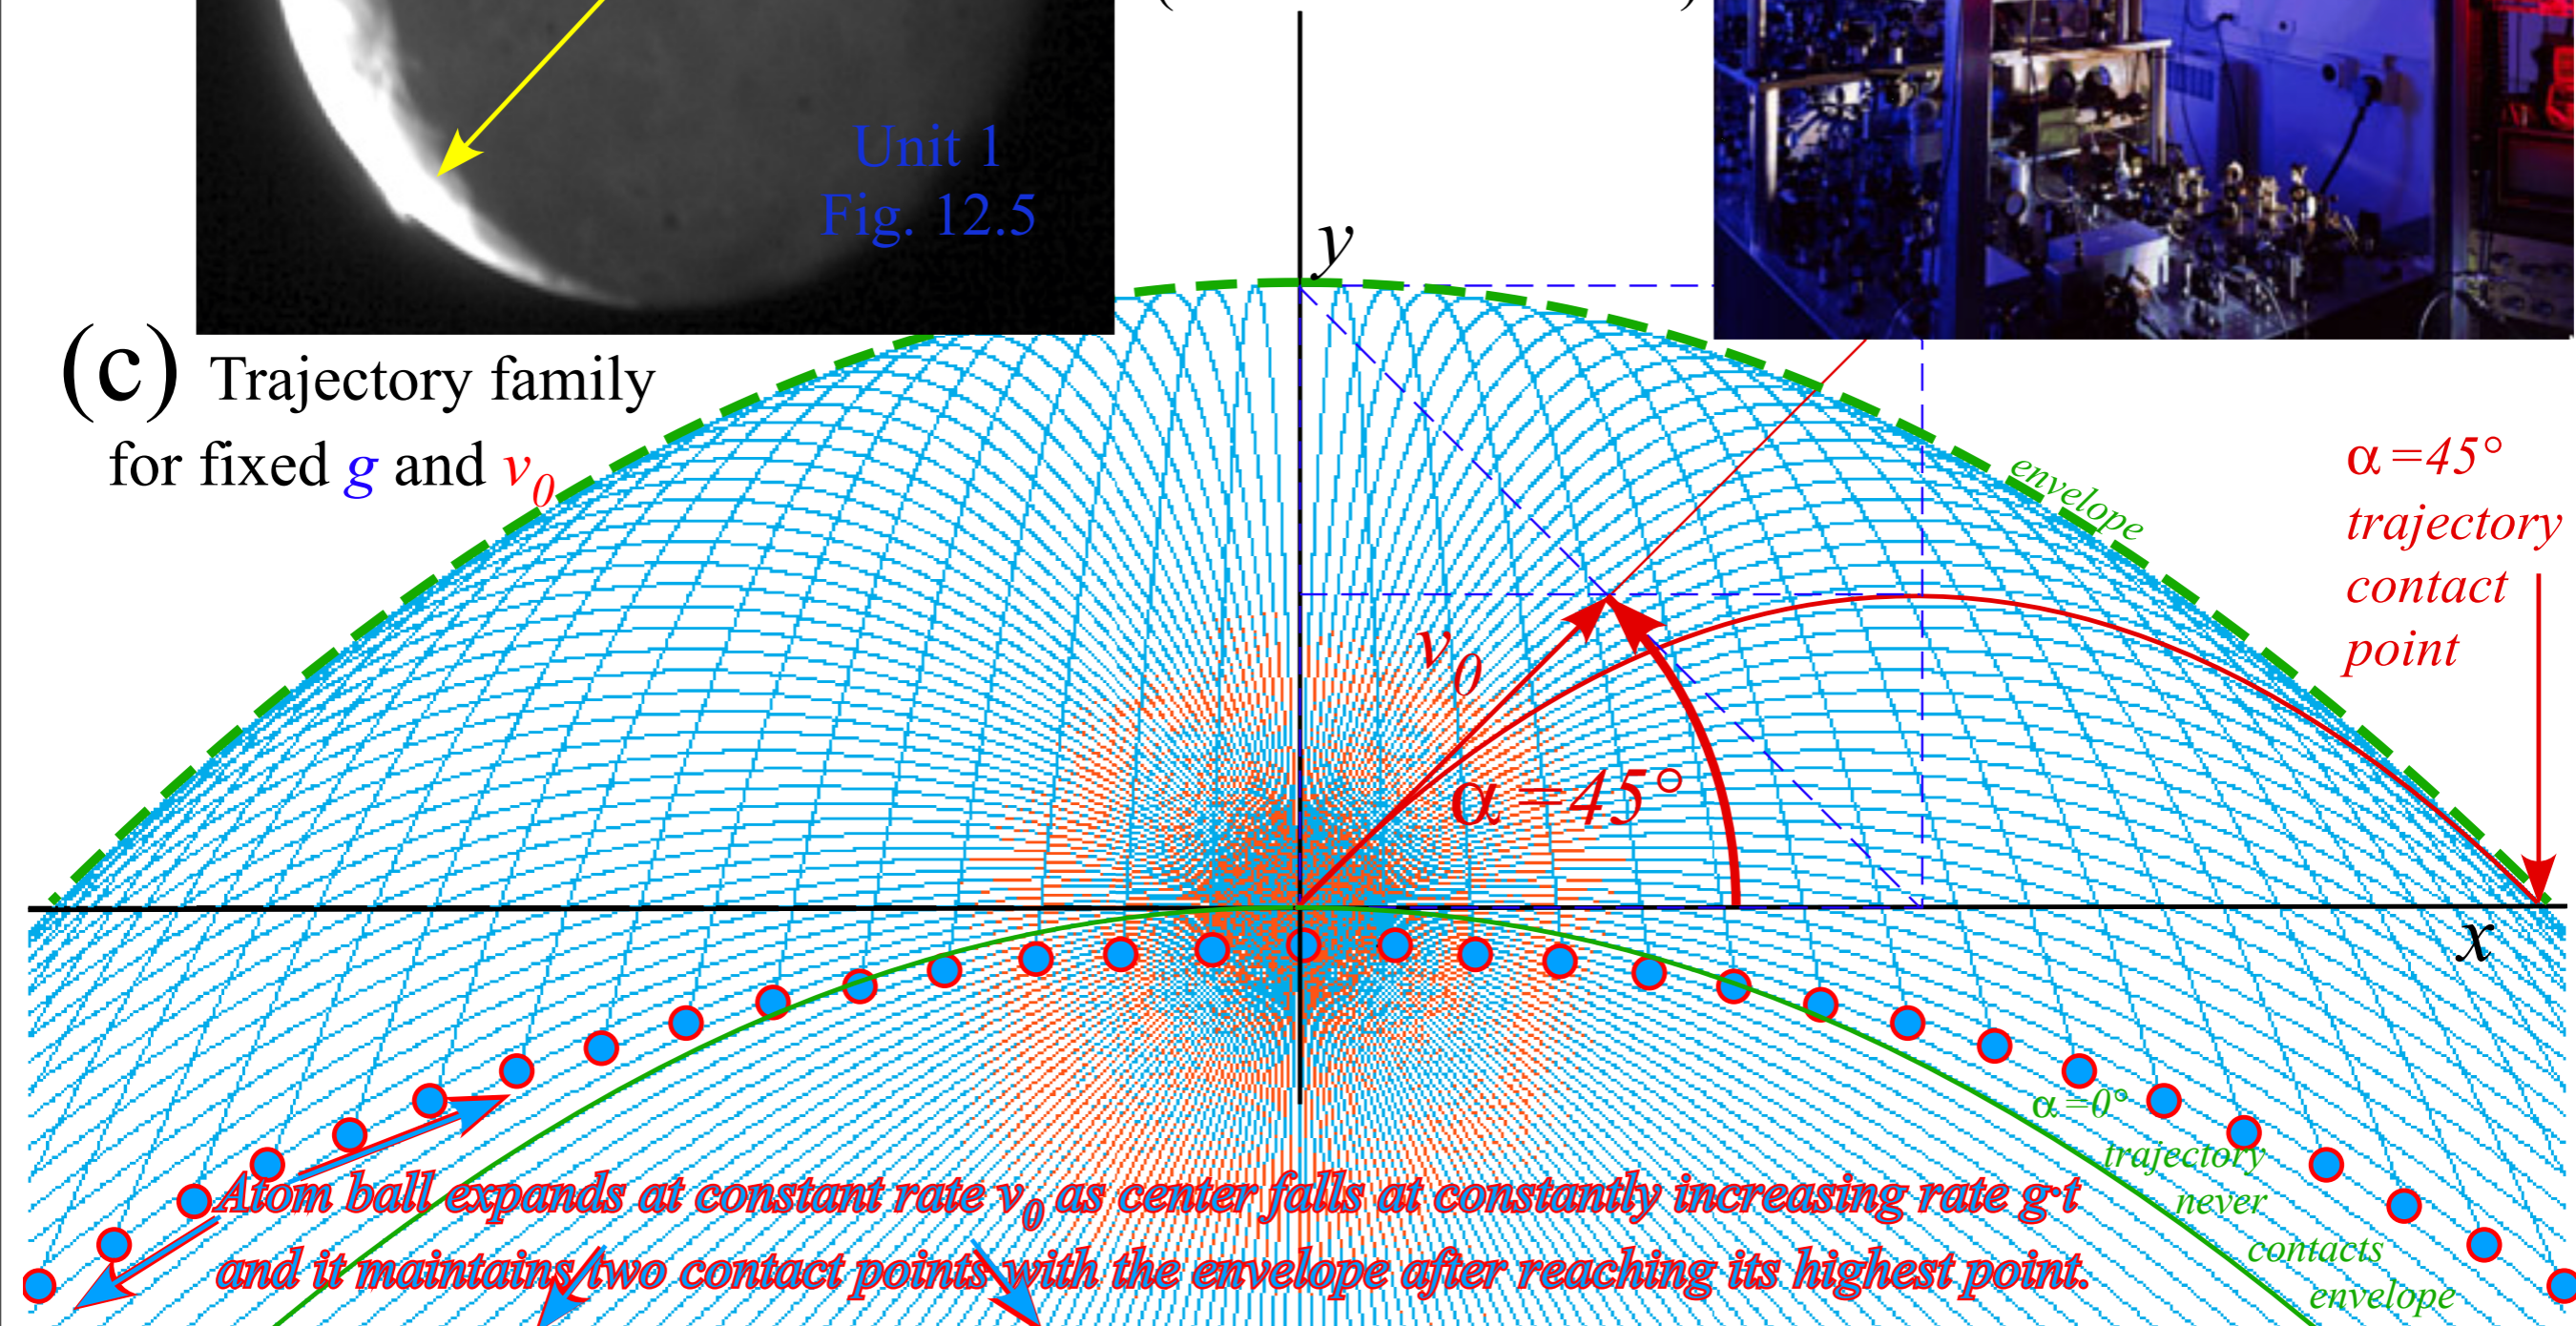 Unit 1
Fig. 12.5
y
(c) Trajectory family
for fixed g and v₀
envelope
α=45°
trajectory
contact
point
v₀
α=45°
x
α=0°
trajectory
never
contacts
envelope
Atom ball expands at constant rate v₀ as center falls at constantly increasing rate g·t
and it maintains two contact points with the envelope after reaching its highest point.